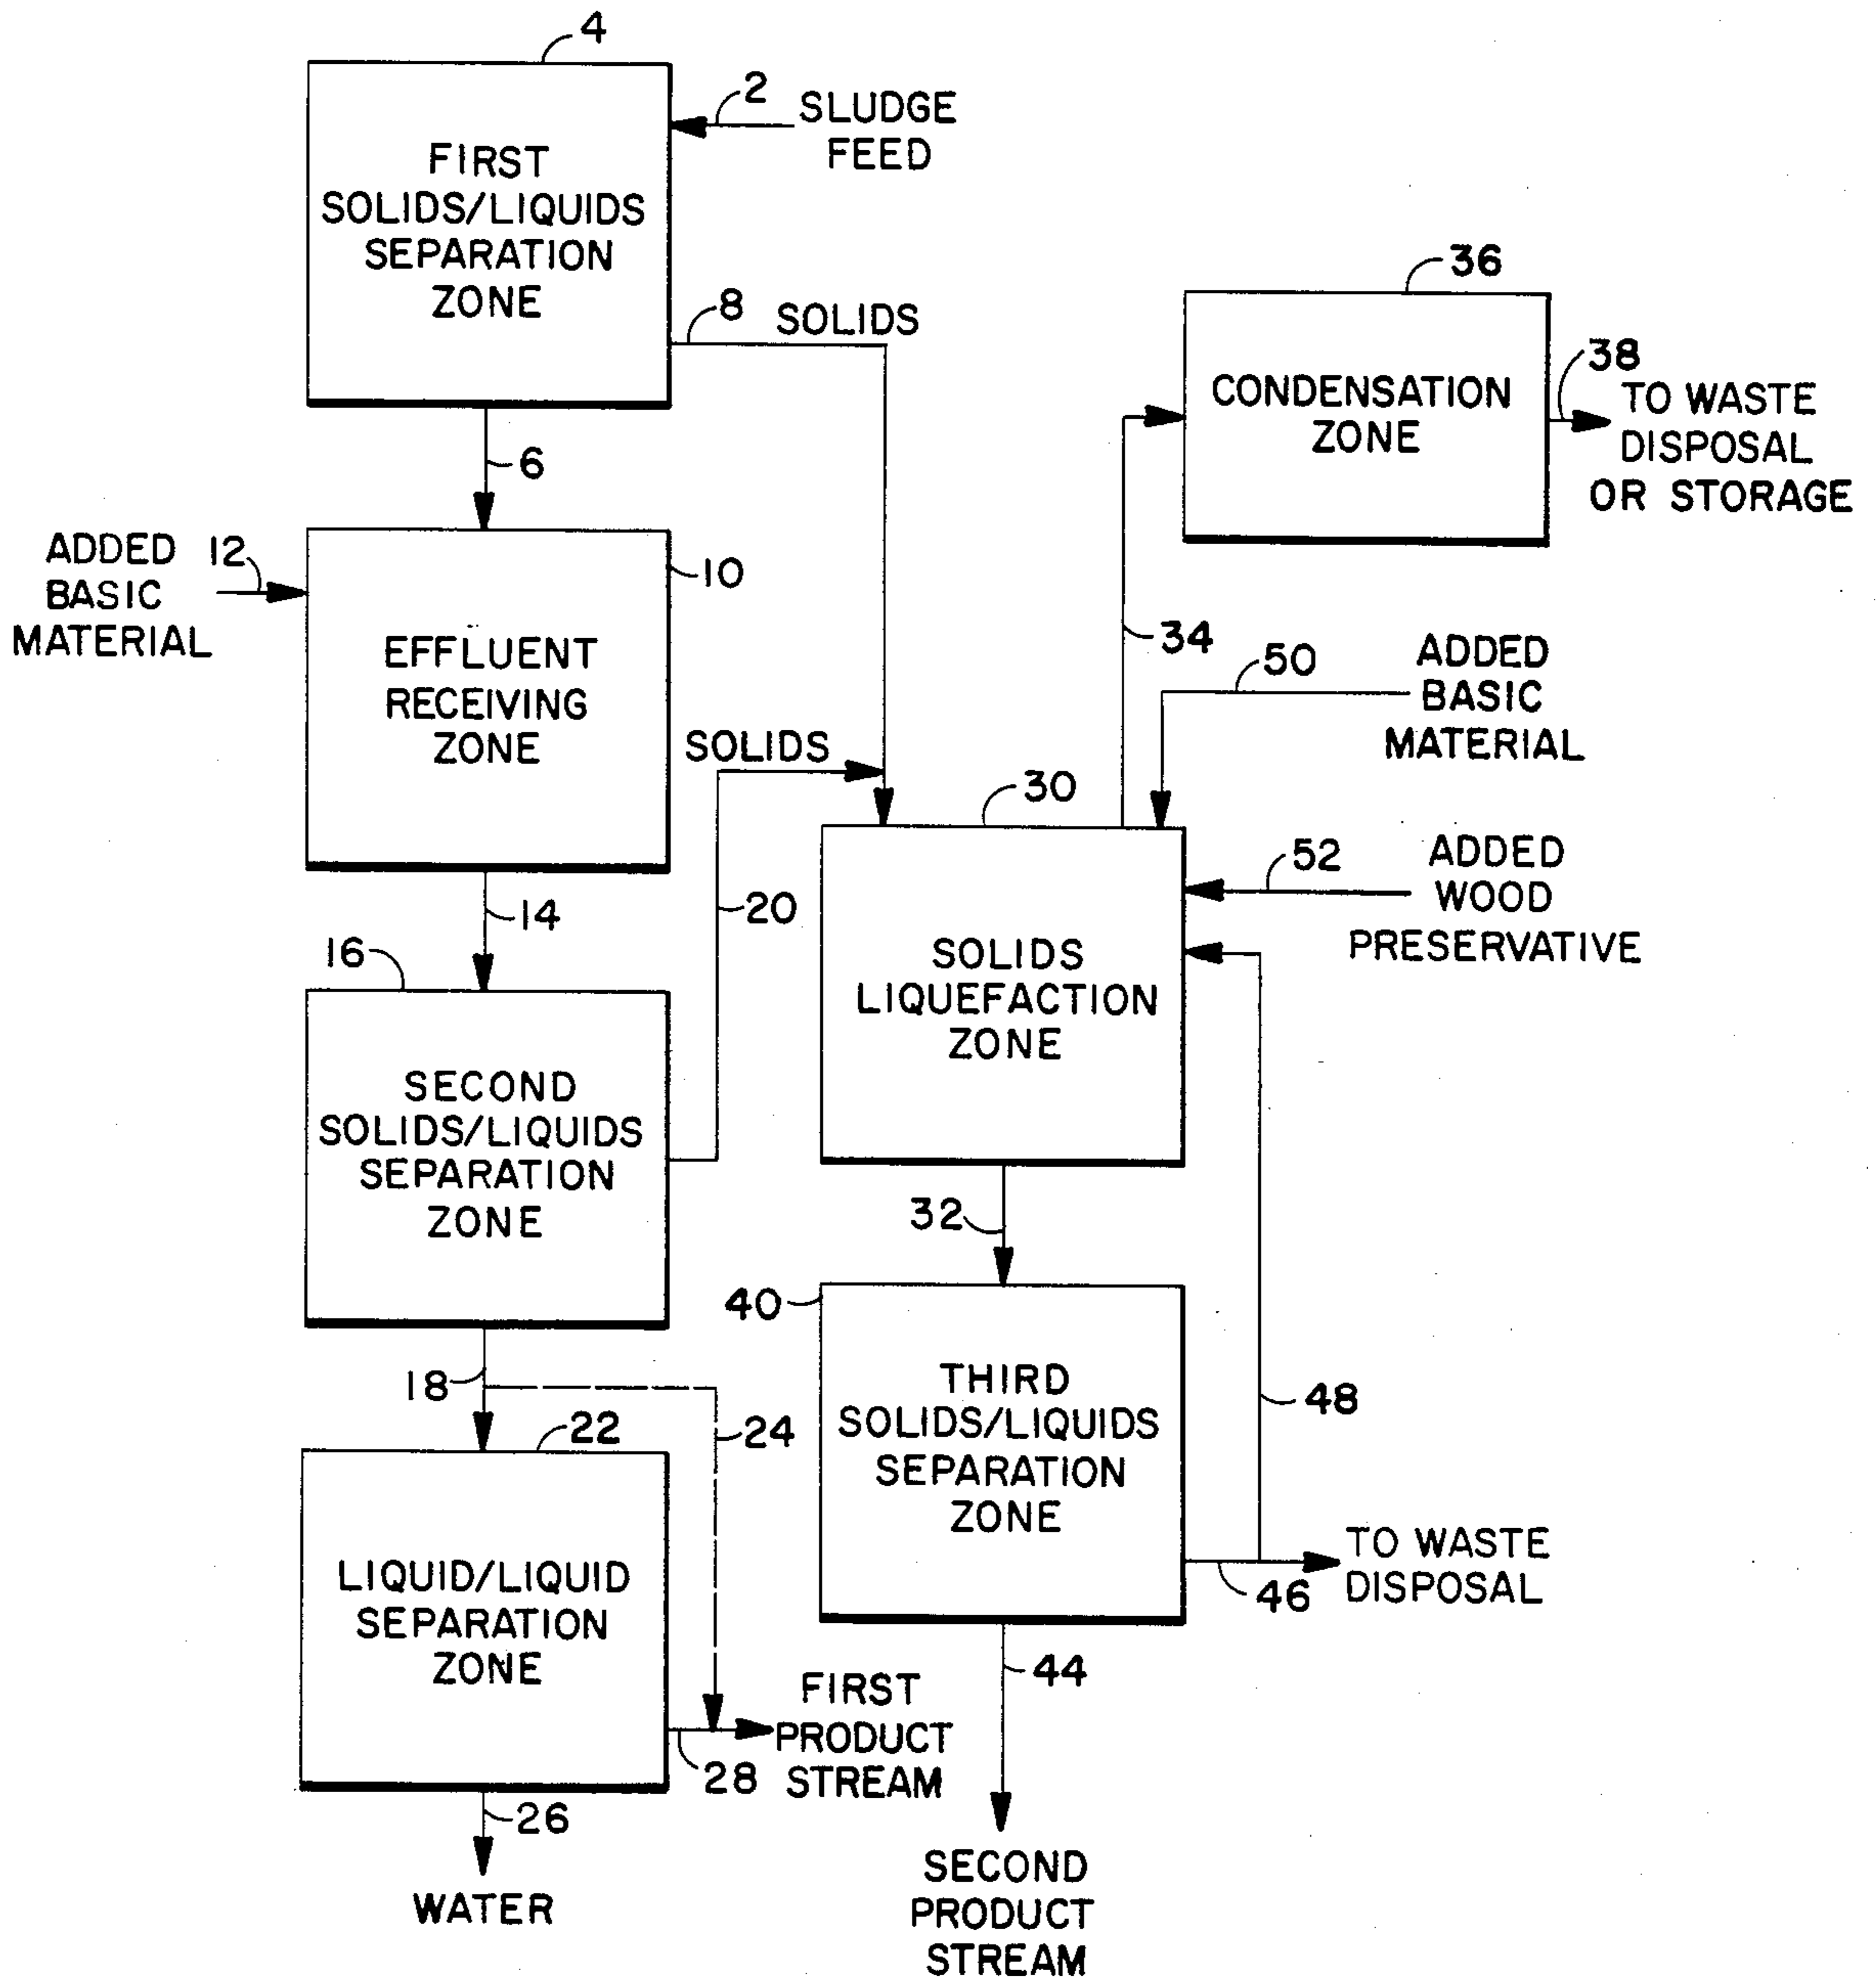 4
2
SLUDGE
FEED
FIRST
SOLIDS/LIQUIDS
SEPARATION
ZONE
8 SOLIDS
6
36
CONDENSATION
ZONE
38
TO WASTE
DISPOSAL
OR STORAGE
ADDED
BASIC
MATERIAL
12
10
EFFLUENT
RECEIVING
ZONE
34
50
ADDED
BASIC
MATERIAL
SOLIDS
30
14
20
52
ADDED
WOOD
PRESERVATIVE
16
SOLIDS
LIQUEFACTION
ZONE
SECOND
SOLIDS/LIQUIDS
SEPARATION
ZONE
32
40
18
24
22
THIRD
SOLIDS/LIQUIDS
SEPARATION
ZONE
48
46
TO WASTE
DISPOSAL
LIQUID/LIQUID
SEPARATION
ZONE
44
FIRST
PRODUCT
STREAM
28
26
WATER
SECOND
PRODUCT
STREAM